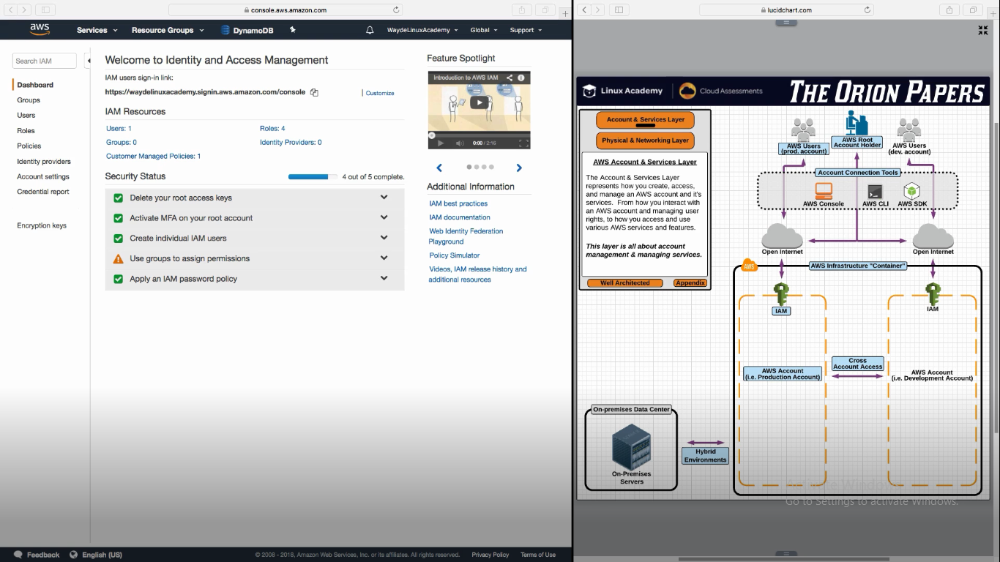 console.aws.amazon.com
aws
Services
Resource Groups
DynamoDB
WaydeLinuxAcademy
Global
Support
Search IAM
Dashboard
Groups
Users
Roles
Policies
Identity providers
Account settings
Credential report
Encryption keys
Welcome to Identity and Access Management
IAM users sign-in link:
https://waydelinuxacademy.signin.aws.amazon.com/console
Customize
IAM Resources
Users: 1
Roles: 4
Groups: 0
Identity Providers: 0
Customer Managed Policies: 1
Security Status
4 out of 5 complete.
Delete your root access keys
Activate MFA on your root account
Create individual IAM users
Use groups to assign permissions
Apply an IAM password policy
Feature Spotlight
Introduction to AWS IAM
0:00 / 2:16
Additional Information
IAM best practices
IAM documentation
Web Identity Federation
Playground
Policy Simulator
Videos, IAM release history and
additional resources
Feedback
English (US)
© 2008 - 2018, Amazon Web Services, Inc. or its affiliates. All rights reserved.
Privacy Policy
Terms of Use
lucidchart.com
Linux Academy
Cloud Assessments
THE ORION PAPERS
Account & Services Layer
Physical & Networking Layer
AWS Account & Services Layer
The Account & Services Layer
represents how you create, access,
and manage an AWS account and it's
services. From how you interact with
an AWS account and managing user
rights, to how you access and use
various AWS services and features.
This layer is all about account
management & managing services.
Well Architected
Appendix
AWS Users
(prod. account)
AWS Root
Account Holder
AWS Users
(dev. account)
Account Connection Tools
AWS Console
AWS CLI
AWS SDK
Open Internet
Open Internet
AWS
AWS Infrastructure "Container"
IAM
IAM
Cross
Account Access
AWS Account
(i.e. Production Account)
AWS Account
(i.e. Development Account)
On-premises Data Center
Hybrid
Environments
On-Premises
Servers
Activate Windows
Go to Settings to activate Windows.